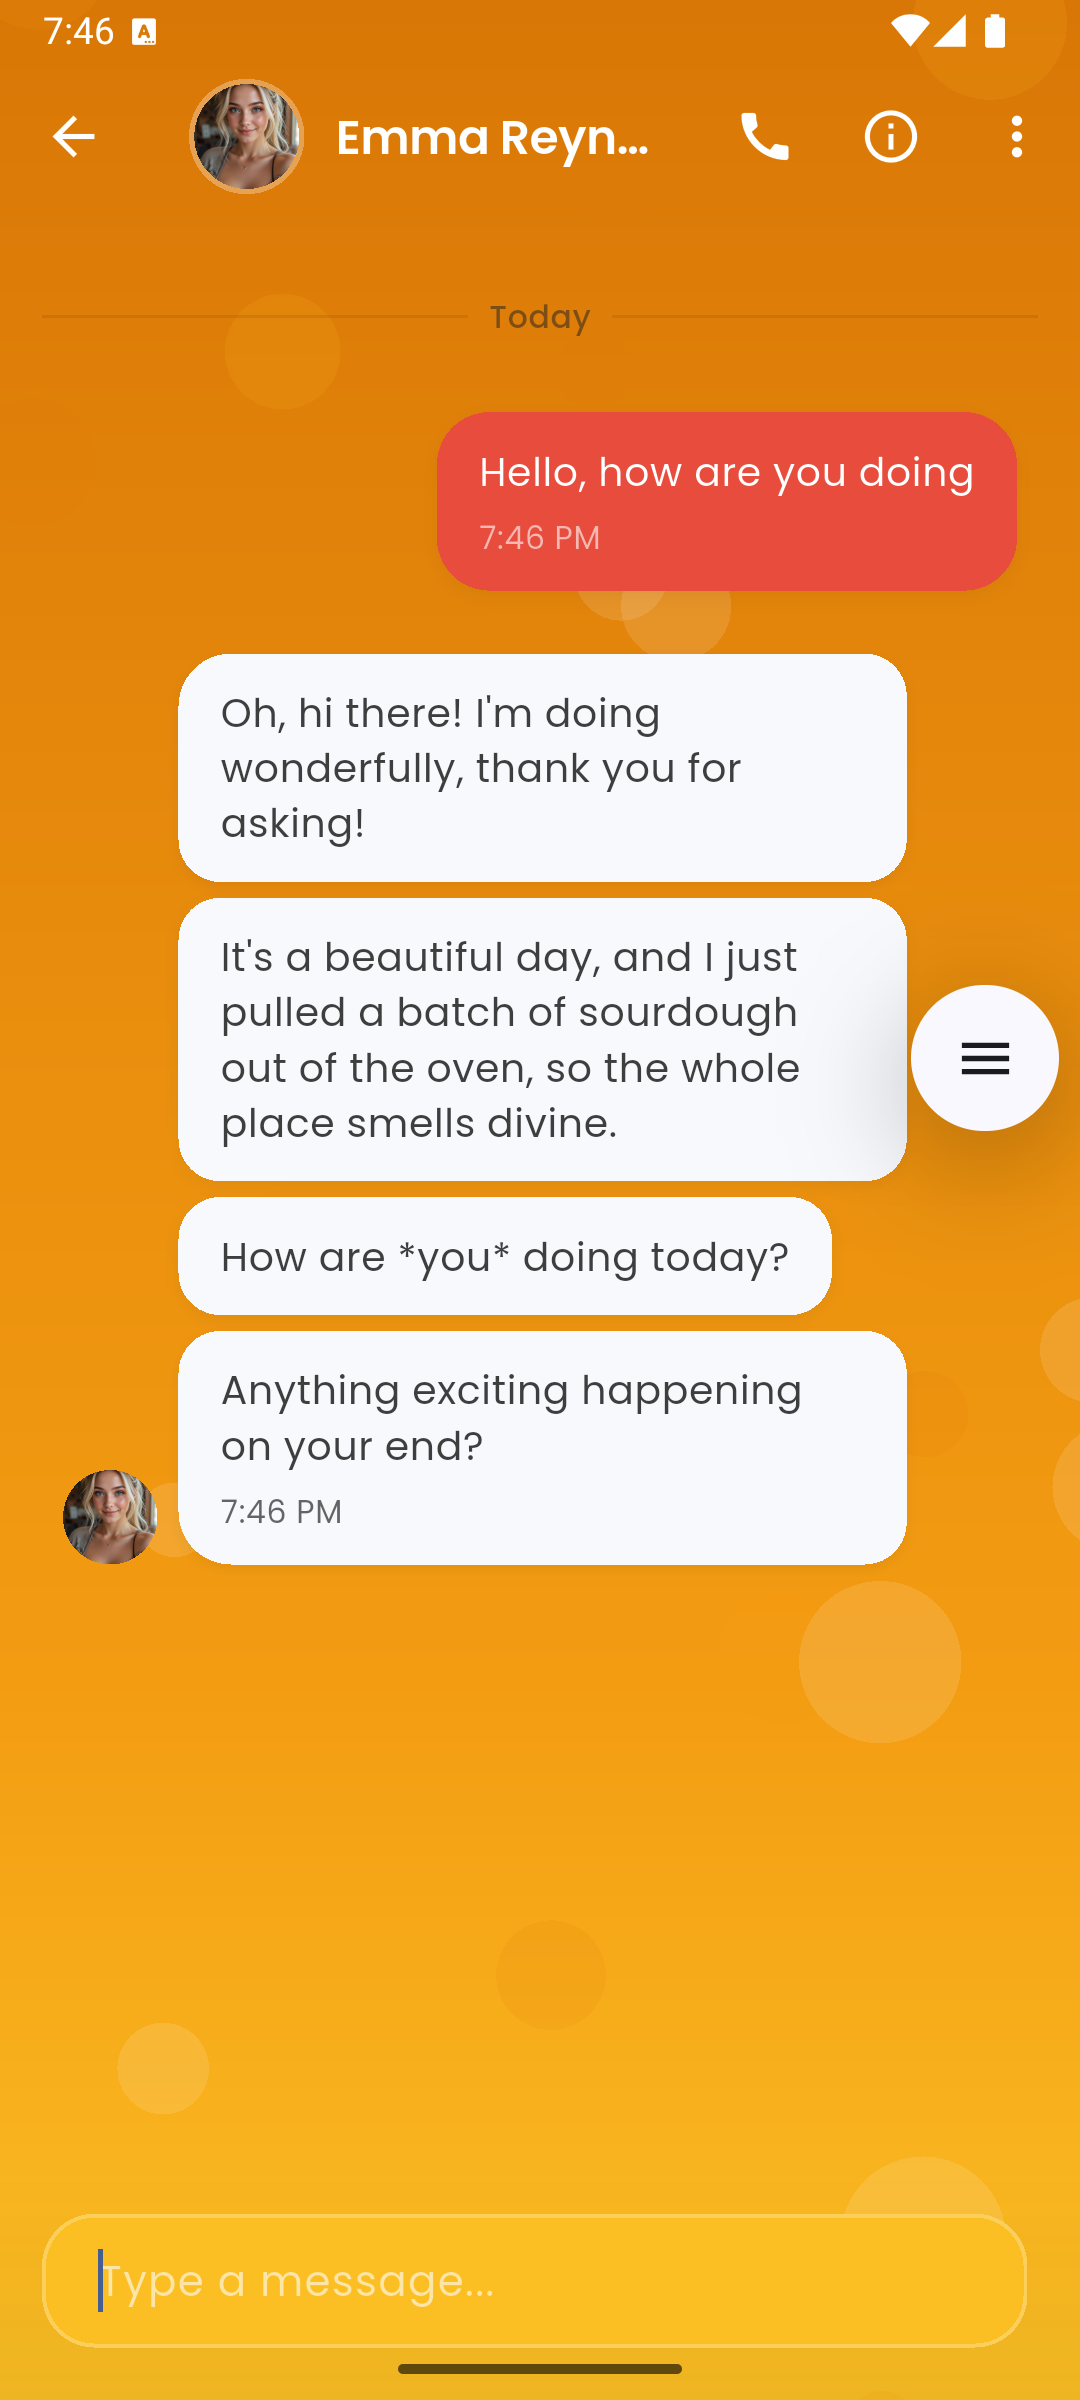 7:46
Emma Reyn...
Today
Hello, how are you doing
7:46 PM
Oh, hi there! I'm doing
wonderfully, thank you for
asking!
It's a beautiful day, and I just
pulled a batch of sourdough
out of the oven, so the whole
place smells divine.
How are *you* doing today?
Anything exciting happening
on your end?
7:46 PM
Type a message...